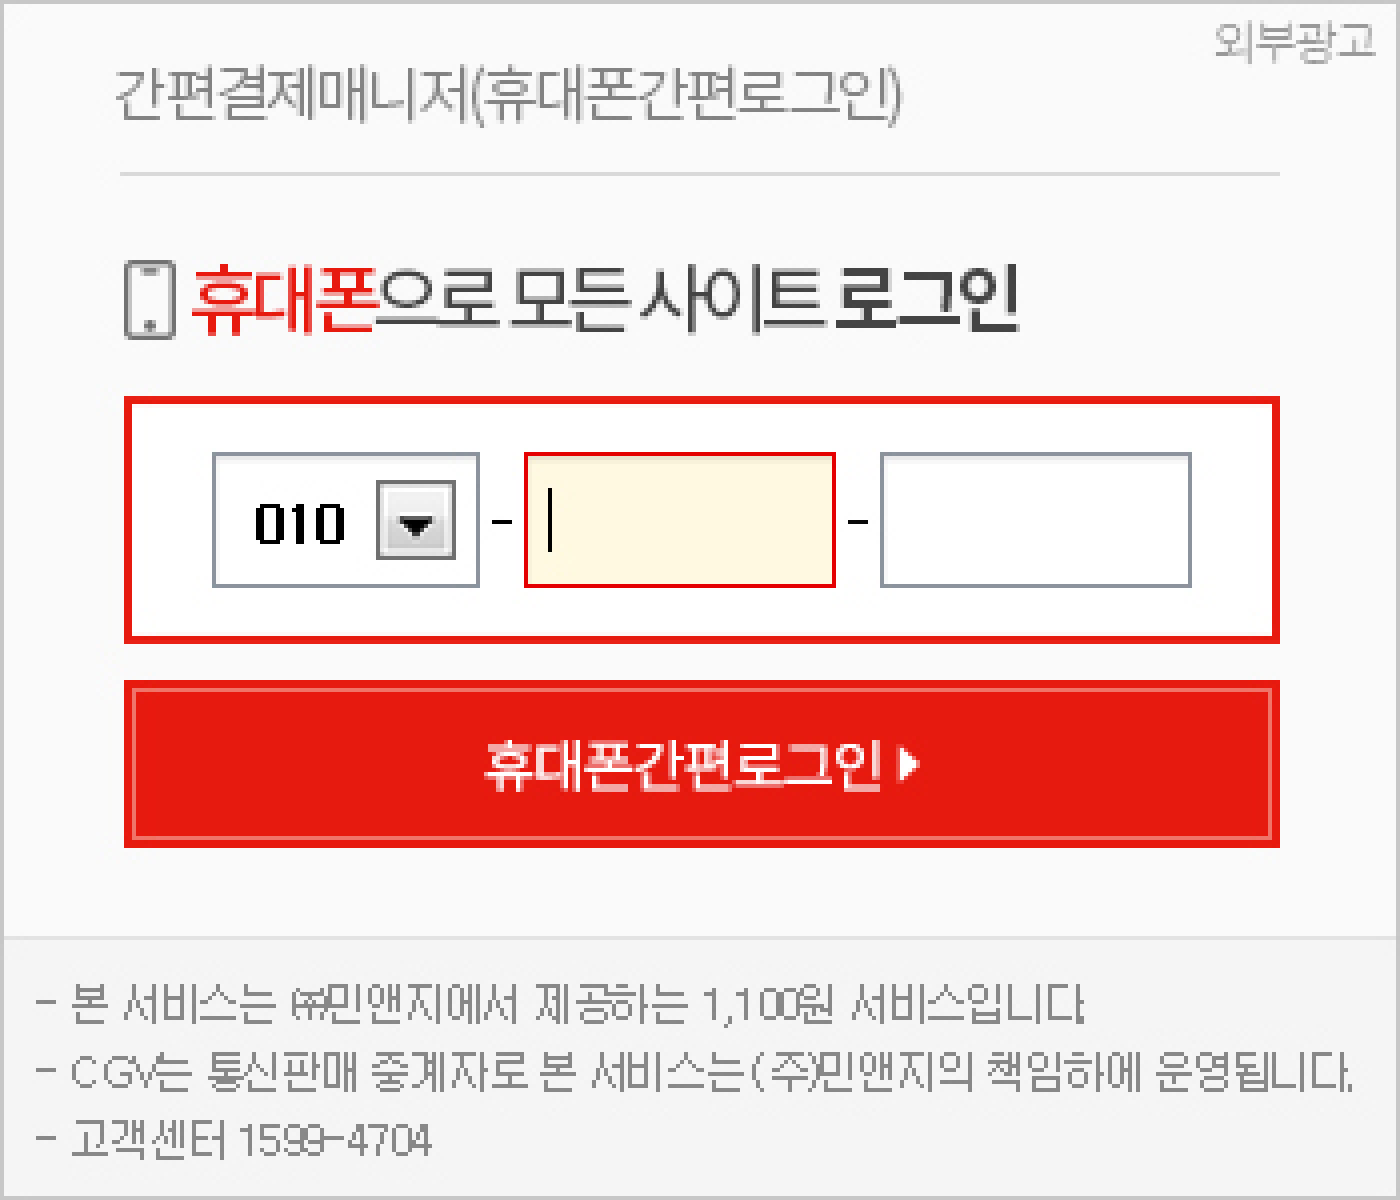 외부광고
간편결제매니저(휴대폰간편로그인)
휴대폰으로 모든 사이트 로그인
010 - -
휴대폰간편로그인
- 본 서비스는 ㈜민앤지에서 제공하는 1,100원 서비스입니다.
- CGV는 통신판매 중계자로 본 서비스는 (주)민앤지의 책임하에 운영됩니다.
- 고객센터 1599-4704